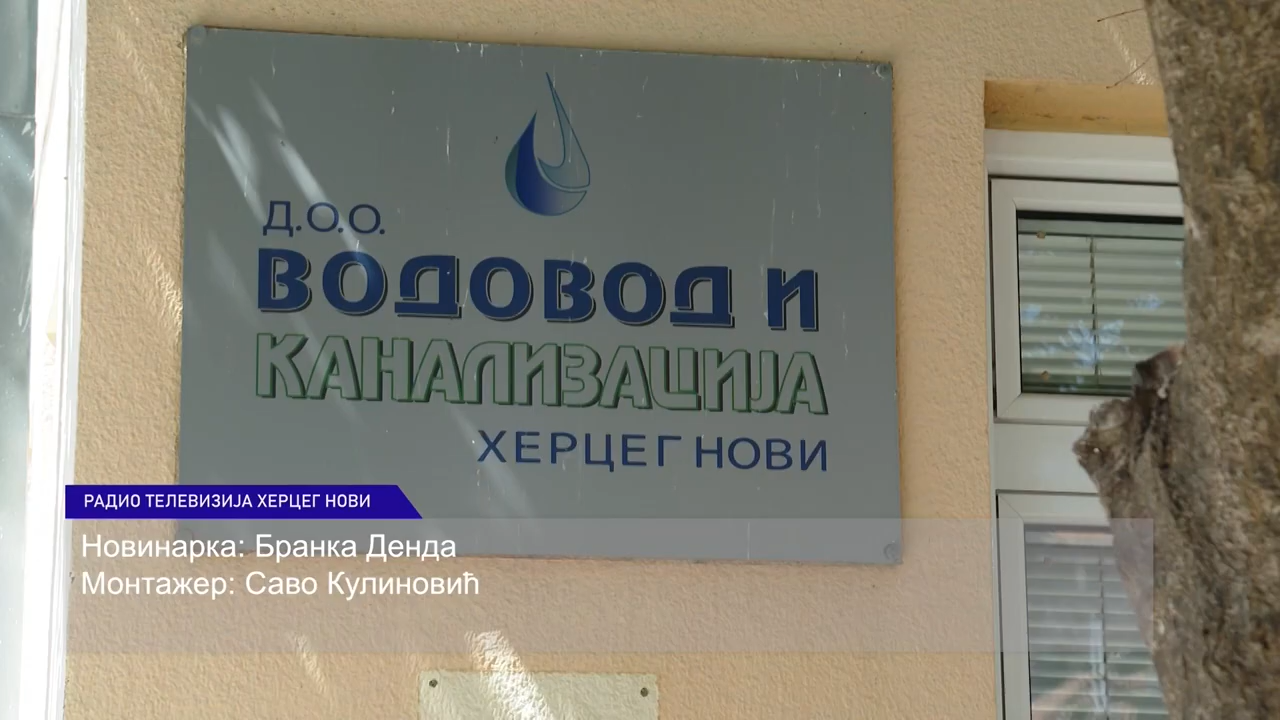 Д.О.О.
ВОДОВОД И
КАНАЛИЗАЦИЈА
ХЕРЦЕГ НОВИ
РАДИО ТЕЛЕВИЗИЈА ХЕРЦЕГ НОВИ
Новинарка: Бранка Денда
Монтажер: Саво Кулиновић